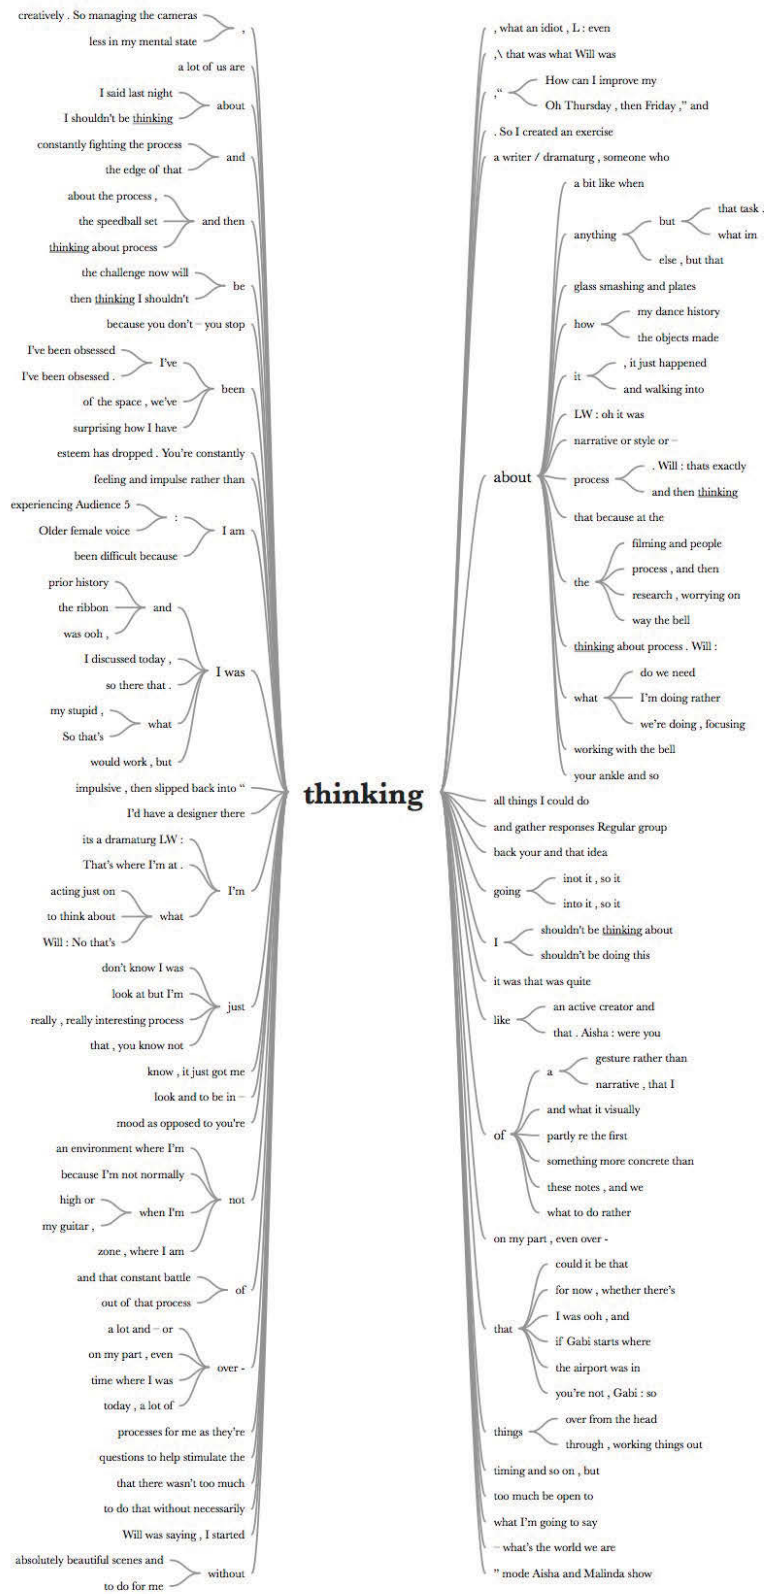 creatively . So managing the cameras
less in my mental state
,
a lot of us are
I said last night
I shouldn't be thinking
about
constantly fighting the process
the edge of that
and
about the process ,
the speedball set
thinking about process
and then
the challenge now will
then thinking I shouldn't
be
because you don't – you stop
I've been obsessed
I've been obsessed .
I've
of the space , we've
surprising how I have
been
esteem has dropped . You're constantly
feeling and impulse rather than
experiencing Audience 5
Older female voice
:
been difficult because
I am
prior history
the ribbon
was ooh ,
and
I discussed today ,
so there that .
my stupid ,
So that's
what
would work , but
I was
impulsive , then slipped back into “
I'd have a designer there
its a dramaturg LW :
That's where I'm at .
acting just on
to think about
Will : No that's
what
I'm
don't know I was
look at but I'm
really , really interesting process
that , you know not
just
know , it just got me
look and to be in –
mood as opposed to you're
an environment where I'm
because I'm not normally
high or
my guitar ,
when I'm
zone , where I am
not
and that constant battle
out of that process
of
a lot and – or
on my part , even
time where I was
today , a lot of
over -
processes for me as they're
questions to help stimulate the
that there wasn't too much
to do that without necessarily
Will was saying , I started
absolutely beautiful scenes and
to do for me
without
thinking
, what an idiot , L : even
,\ that was what Will was
,“
How can I improve my
Oh Thursday , then Friday ,” and
. So I created an exercise
a writer / dramaturg , someone who
about
a bit like when
anything
but
that task .
what im
else , but that
glass smashing and plates
how
my dance history
the objects made
it
, it just happened
and walking into
LW : oh it was
narrative or style or –
process
. Will : thats exactly
and then thinking
that because at the
the
filming and people
process , and then
research , worrying on
way the bell
thinking about process . Will :
what
do we need
I'm doing rather
we're doing , focusing
working with the bell
your ankle and so
all things I could do
and gather responses Regular group
back your and that idea
going
inot it , so it
into it , so it
I
shouldn't be thinking about
shouldn't be doing this
it was that was quite
like
an active creator and
that . Aisha : were you
of
a
gesture rather than
narrative , that I
and what it visually
partly re the first
something more concrete than
these notes , and we
what to do rather
on my part , even over -
that
could it be that
for now , whether there's
I was ooh , and
if Gabi starts where
the airport was in
you're not , Gabi : so
things
over from the head
through , working things out
timing and so on , but
too much be open to
what I'm going to say
– what's the world we are
” mode Aisha and Malinda show